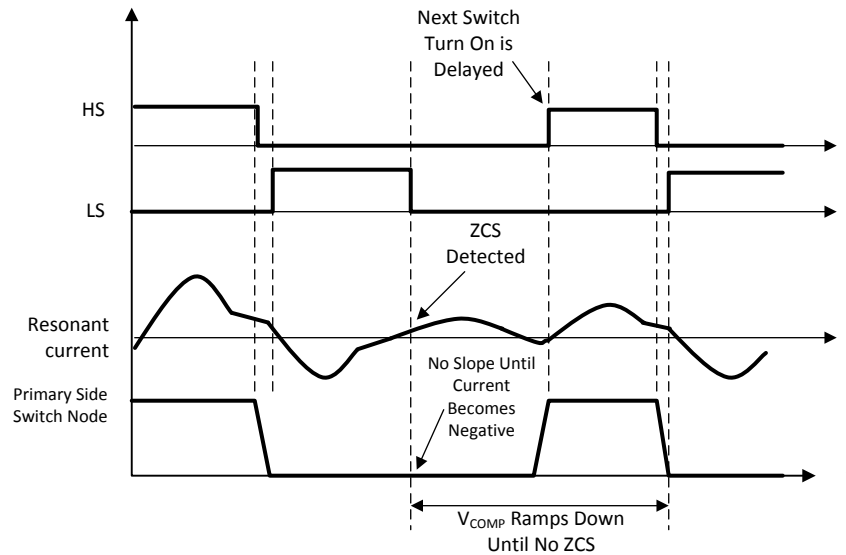 Next Switch
Turn On is
Delayed
HS
LS
ZCS
Detected
Resonant
current
No Slope Until
Current
Becomes
Negative
Primary Side
Switch Node
VCOMP Ramps Down
Until No ZCS